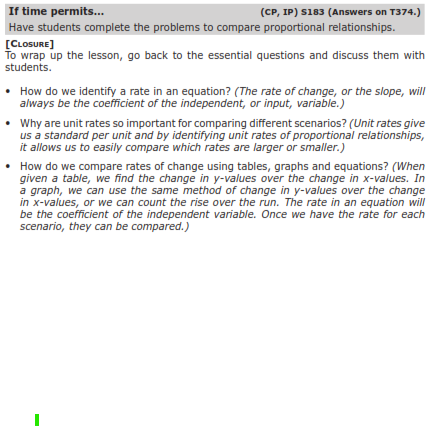 If time permits... (CP, IP) S183 (Answers on T374.)
Have students complete the problems to compare proportional relationships.
[CLOSURE]
To wrap up the lesson, go back to the essential questions and discuss them with
students.
• How do we identify a rate in an equation? (The rate of change, or the slope, will
always be the coefficient of the independent, or input, variable.)
• Why are unit rates so important for comparing different scenarios? (Unit rates give
us a standard per unit and by identifying unit rates of proportional relationships,
it allows us to easily compare which rates are larger or smaller.)
• How do we compare rates of change using tables, graphs and equations? (When
given a table, we find the change in y-values over the change in x-values. In
a graph, we can use the same method of change in y-values over the change
in x-values, or we can count the rise over the run. The rate in an equation will
be the coefficient of the independent variable. Once we have the rate for each
scenario, they can be compared.)